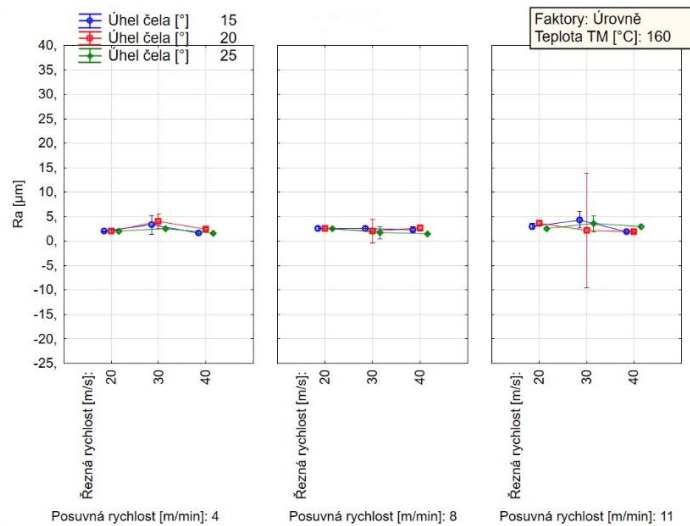 Úhel čela [°] 15
Úhel čela [°] 20
Úhel čela [°] 25
Faktory: Úrovně
Teplota TM [°C]: 160
Ra [µm]
40,
35,
30,
25,
20,
15,
10,
5,
0,
-5,
-10,
-15,
-20,
-25,
Řezná rychlost [m/s]: 20 30 40
Řezná rychlost [m/s]: 20 30 40
Řezná rychlost [m/s]: 20 30 40
Posuvná rychlost [m/min]: 4
Posuvná rychlost [m/min]: 8
Posuvná rychlost [m/min]: 11